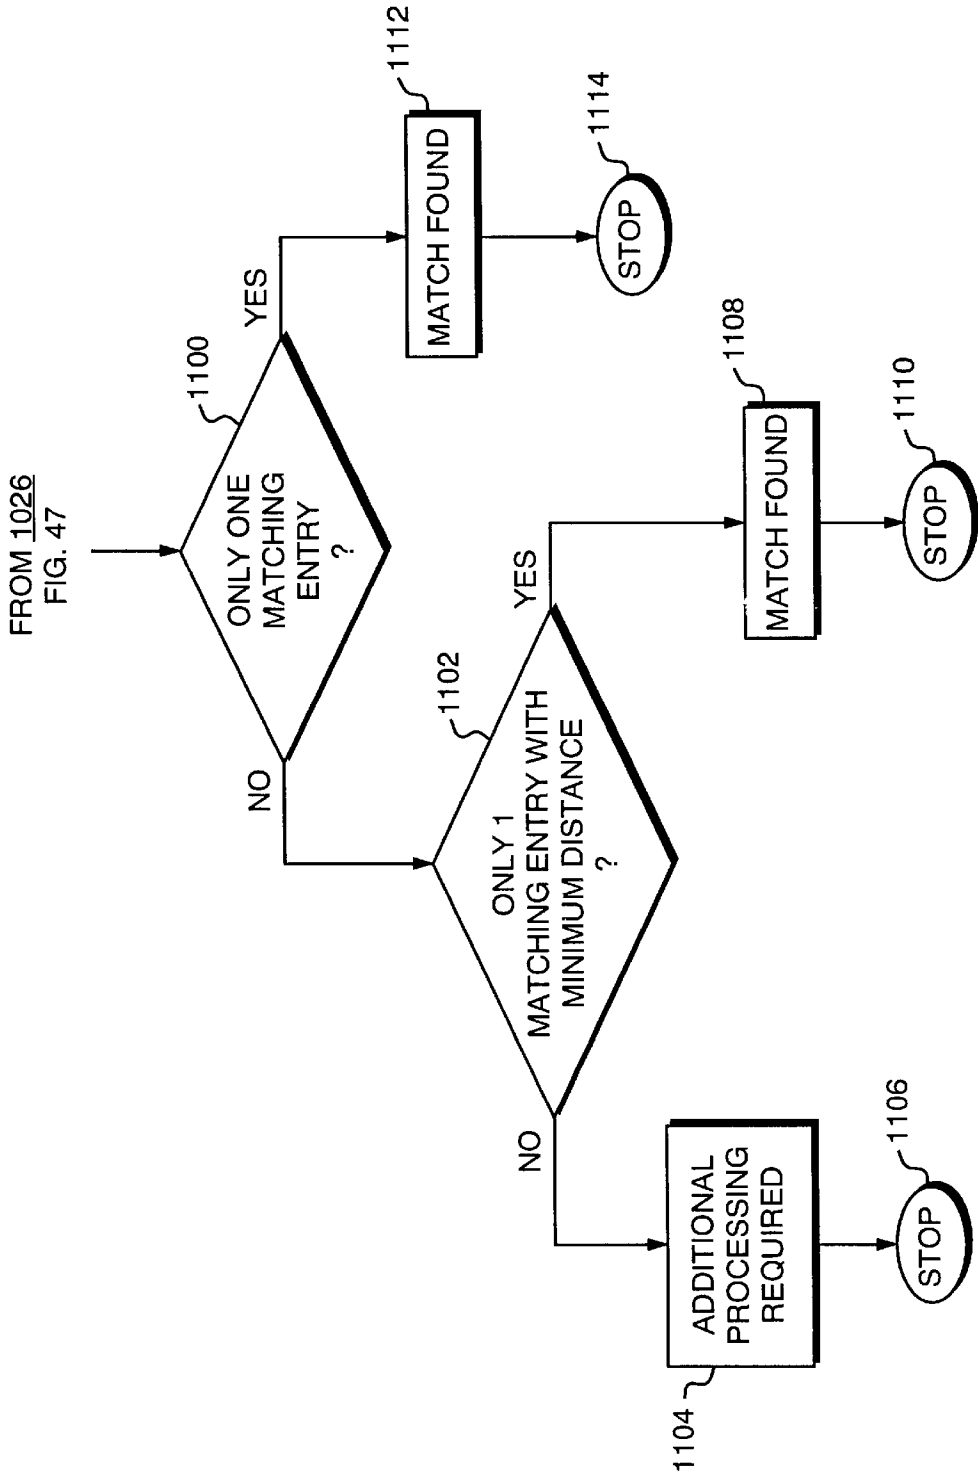 FROM 1026
FIG. 47
1100
ONLY ONE
MATCHING
ENTRY
?
YES
NO
1112
MATCH FOUND
1114
STOP
1102
ONLY 1
MATCHING ENTRY WITH
MINIMUM DISTANCE
?
YES
NO
1108
MATCH FOUND
1110
STOP
1104
ADDITIONAL
PROCESSING
REQUIRED
1106
STOP